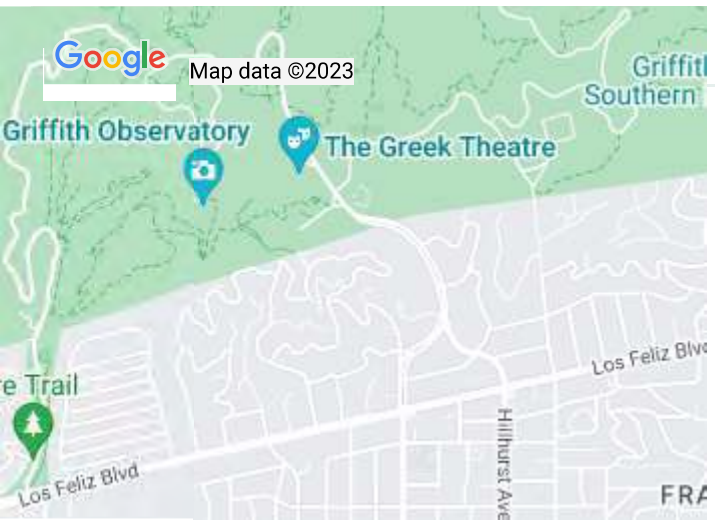 Google
Map data ©2023
Griffith
Southern
Griffith Observatory
The Greek Theatre
Los Feliz Blvd
re Trail
Hillhurst Ave
Los Feliz Blvd
FRA